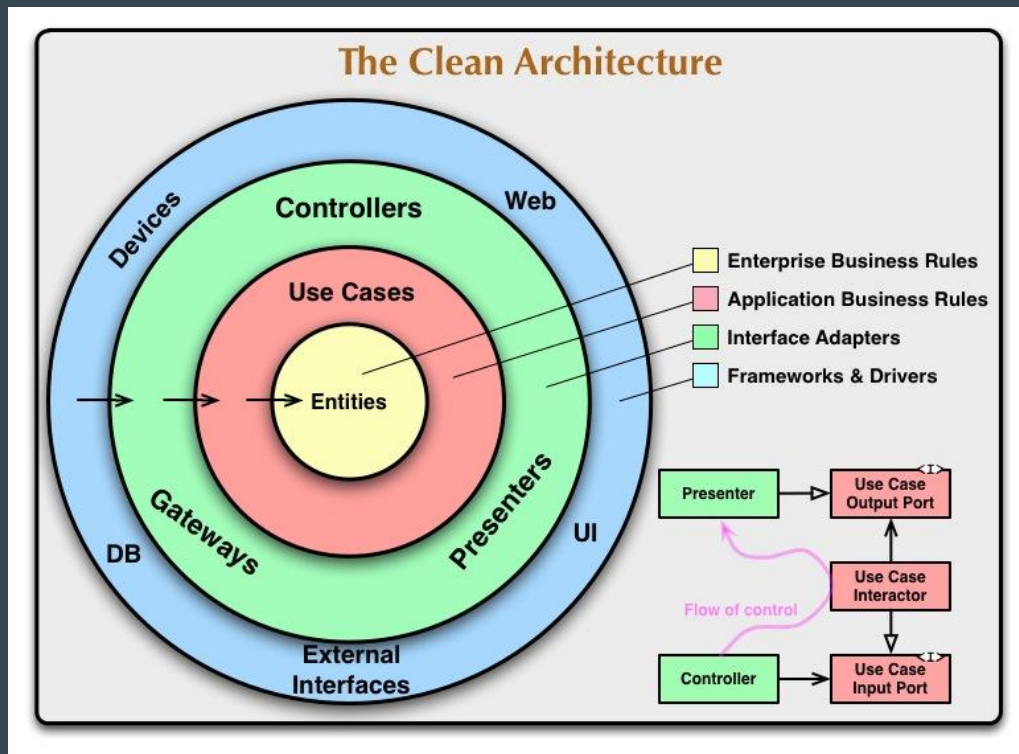 The Clean Architecture
Devices
Web
Controllers
Use Cases
Entities
Gateways
Presenters
DB
UI
External
Interfaces
Enterprise Business Rules
Application Business Rules
Interface Adapters
Frameworks & Drivers
Presenter
<I>
Use Case
Output Port
Use Case
Interactor
Flow of control
Controller
<I>
Use Case
Input Port